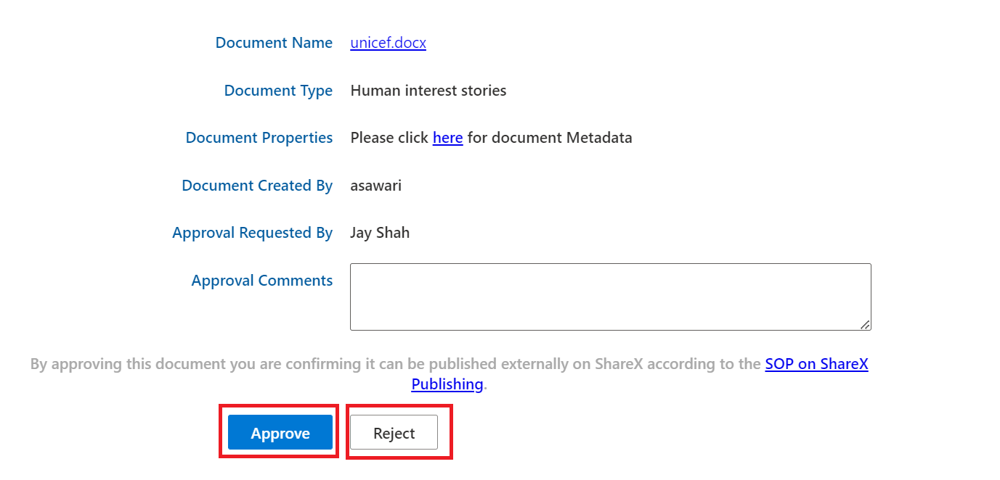 Document Name unicef.docx
Document Type Human interest stories
Document Properties Please click here for document Metadata
Document Created By asawari
Approval Requested By Jay Shah
Approval Comments
By approving this document you are confirming it can be published externally on ShareX according to the SOP on ShareX
Publishing.
Approve Reject